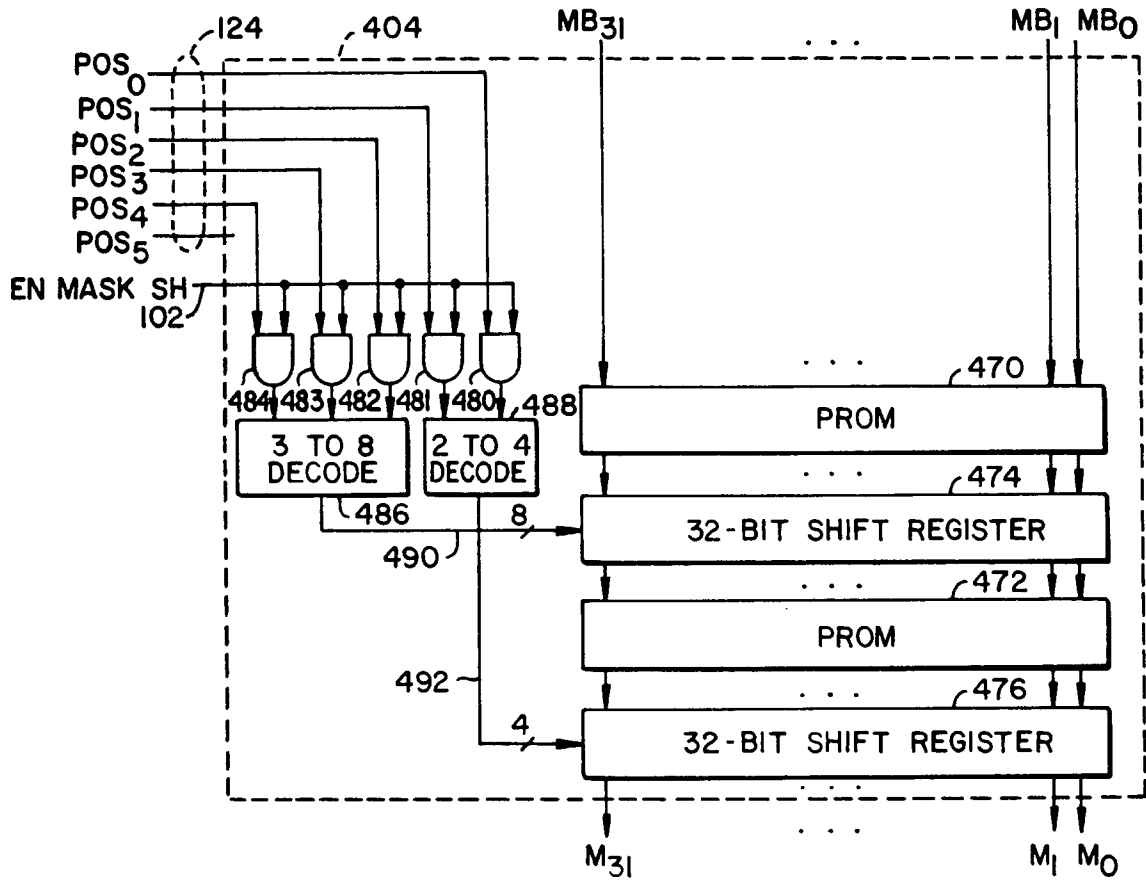 124
404
MB31
. . .
MB1 MB0
POS0
POS1
POS2
POS3
POS4
POS5
EN MASK SH
102
. . .
470
484
483
482
481
480
488
PROM
3 TO 8
DECODE
2 TO 4
DECODE
. . .
474
486
8
32-BIT SHIFT REGISTER
490
. . .
472
PROM
492
. . .
476
4
32-BIT SHIFT REGISTER
. . .
. . .
M31
M1 M0